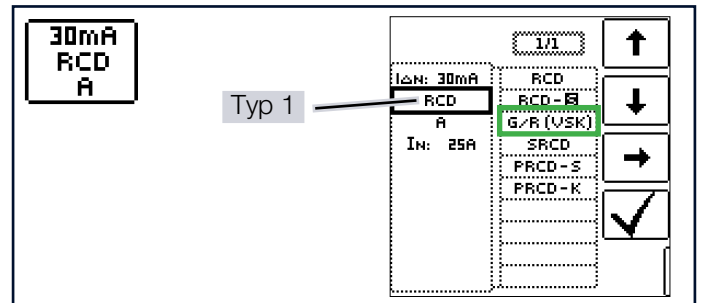 30mA
RCD
A
Typ 1
1/1
I∆N: 30mA
RCD
A
IN: 25A
RCD
RCD-S
G/R (VSK)
SRCD
PRCD-S
PRCD-K